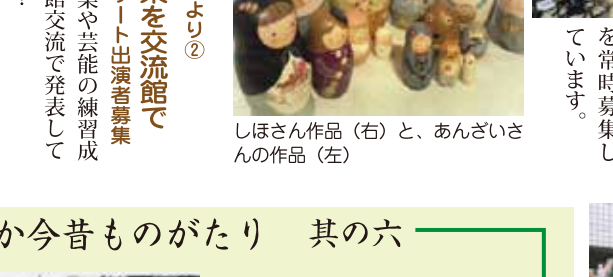 を常時募集し
ています。
より②
を交流館で
ート出演者募集
や芸能の練習成
館交流で発表して
しほさん作品（右）と、あんざいさ
んの作品（左）
か今昔ものがたり　其の六